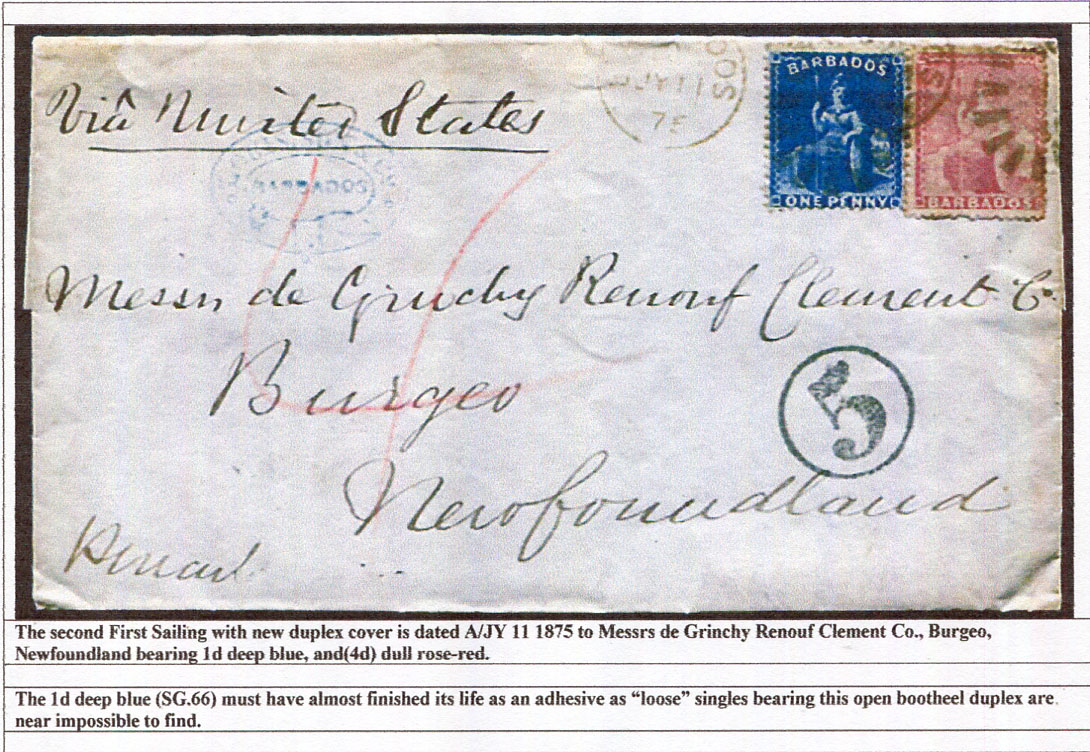 Via United States
BARBADOS
JY 11
75
BARBADOS
ONE PENNY
BARBADOS
Messrs de Gruchy Renouf Clement Co.
Burgeo
5
Newfoundland
The second First Sailing with new duplex cover is dated A/JY 11 1875 to Messrs de Grinchy Renouf Clement Co., Burgeo,
Newfoundland bearing 1d deep blue, and(4d) dull rose-red.
The 1d deep blue (SG.66) must have almost finished its life as an adhesive as “loose” singles bearing this open bootheel duplex are
near impossible to find.